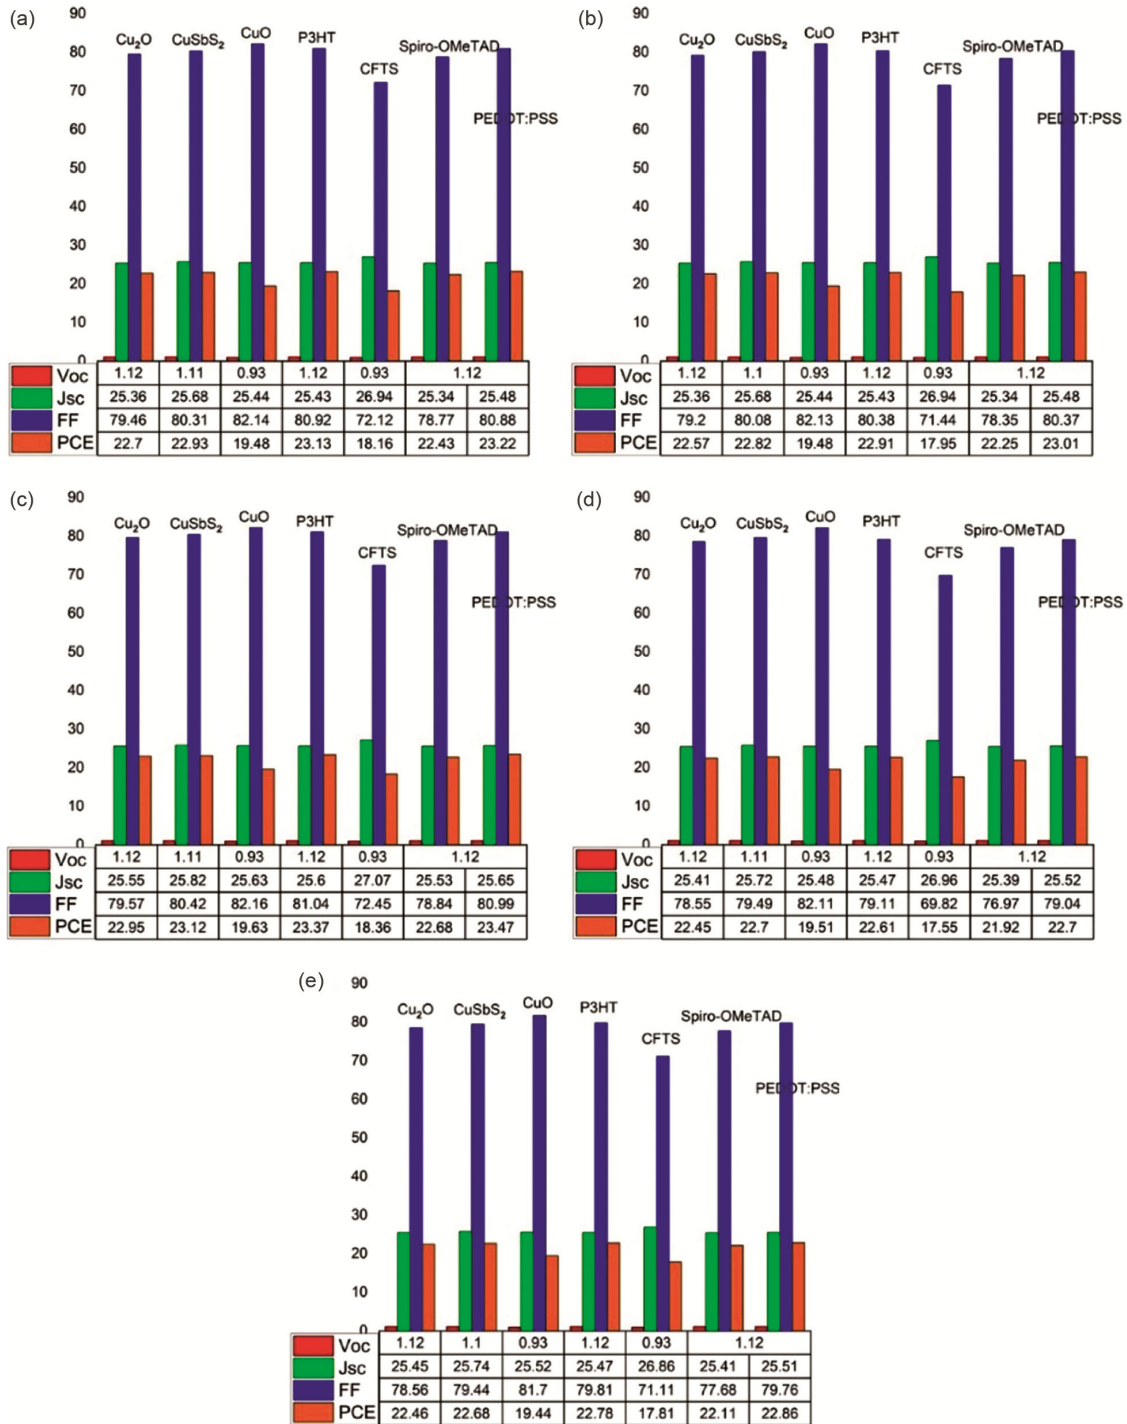 (a)
90
80
70
60
50
40
30
20
10
0
Cu₂O
CuSbS₂
CuO
P3HT
CFTS
Spiro-OMeTAD
PEDOT:PSS
Voc 1.12 1.11 0.93 1.12 0.93 1.12
Jsc 25.36 25.68 25.44 25.43 26.94 25.34 25.48
FF 79.46 80.31 82.14 80.92 72.12 78.77 80.88
PCE 22.7 22.93 19.48 23.13 18.16 22.43 23.22
(b)
90
80
70
60
50
40
30
20
10
0
Cu₂O
CuSbS₂
CuO
P3HT
CFTS
Spiro-OMeTAD
PEDOT:PSS
Voc 1.12 1.1 0.93 1.12 0.93 1.12
Jsc 25.36 25.68 25.44 25.43 26.94 25.34 25.48
FF 79.2 80.08 82.13 80.38 71.44 78.35 80.37
PCE 22.57 22.82 19.48 22.91 17.95 22.25 23.01
(c)
90
80
70
60
50
40
30
20
10
0
Cu₂O
CuSbS₂
CuO
P3HT
CFTS
Spiro-OMeTAD
PEDOT:PSS
Voc 1.12 1.11 0.93 1.12 0.93 1.12
Jsc 25.55 25.82 25.63 25.6 27.07 25.53 25.65
FF 79.57 80.42 82.16 81.04 72.45 78.84 80.99
PCE 22.95 23.12 19.63 23.37 18.36 22.68 23.47
(d)
90
80
70
60
50
40
30
20
10
0
Cu₂O
CuSbS₂
CuO
P3HT
CFTS
Spiro-OMeTAD
PEDOT:PSS
Voc 1.12 1.11 0.93 1.12 0.93 1.12
Jsc 25.41 25.72 25.48 25.47 26.96 25.39 25.52
FF 78.55 79.49 82.11 79.11 69.82 76.97 79.04
PCE 22.45 22.7 19.51 22.61 17.55 21.92 22.7
(e)
90
80
70
60
50
40
30
20
10
0
Cu₂O
CuSbS₂
CuO
P3HT
CFTS
Spiro-OMeTAD
PEDOT:PSS
Voc 1.12 1.1 0.93 1.12 0.93 1.12
Jsc 25.45 25.74 25.52 25.47 26.86 25.41 25.51
FF 78.56 79.44 81.7 79.81 71.11 77.68 79.76
PCE 22.46 22.68 19.44 22.78 17.81 22.11 22.86